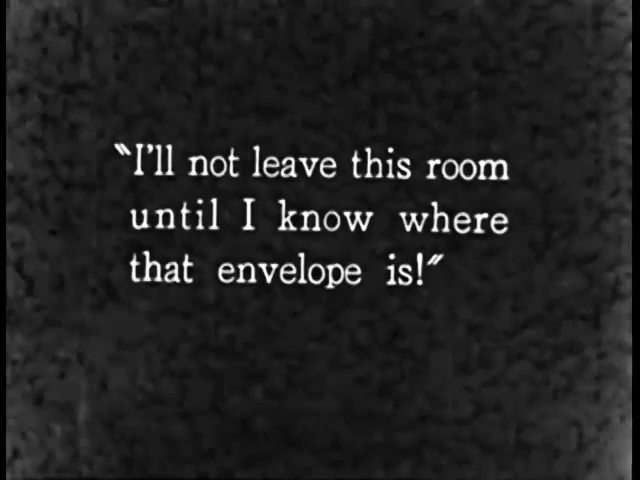 "I'll not leave this room
until I know where
that envelope is!"